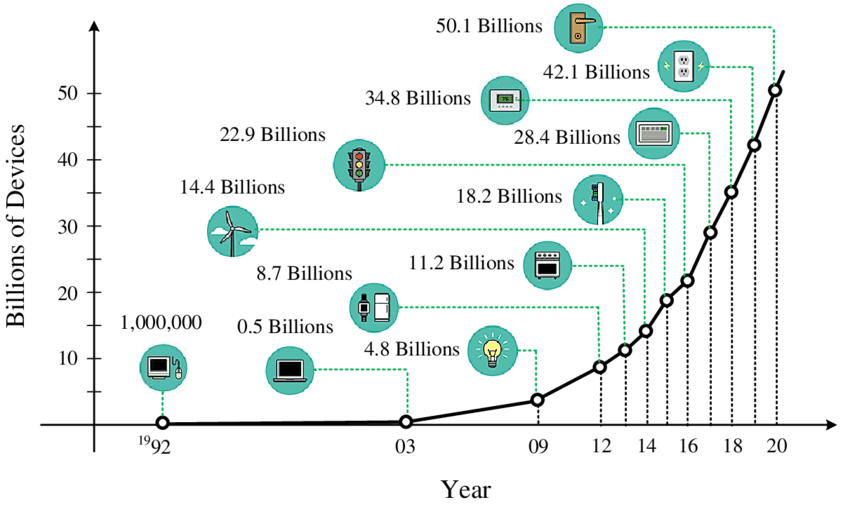 50.1 Billions
42.1 Billions
50
34.8 Billions
28.4 Billions
22.9 Billions
40
14.4 Billions
18.2 Billions
30
11.2 Billions
8.7 Billions
20
1,000,000
0.5 Billions
4.8 Billions
10
Billions of Devices
1992 03 09 12 14 16 18 20
Year